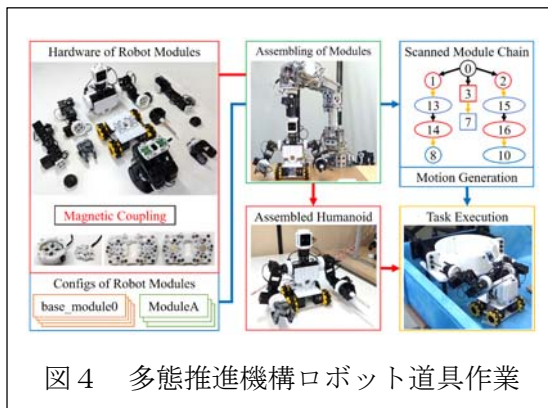 Hardware of Robot Modules
Magnetic Coupling
Configs of Robot Modules
base_module0
ModuleA
Assembling of Modules
Assembled Humanoid
Scanned Module Chain
0
1
3
2
13
7
15
14
16
8
10
Motion Generation
Task Execution
図4 多態推進機構ロボット道具作業